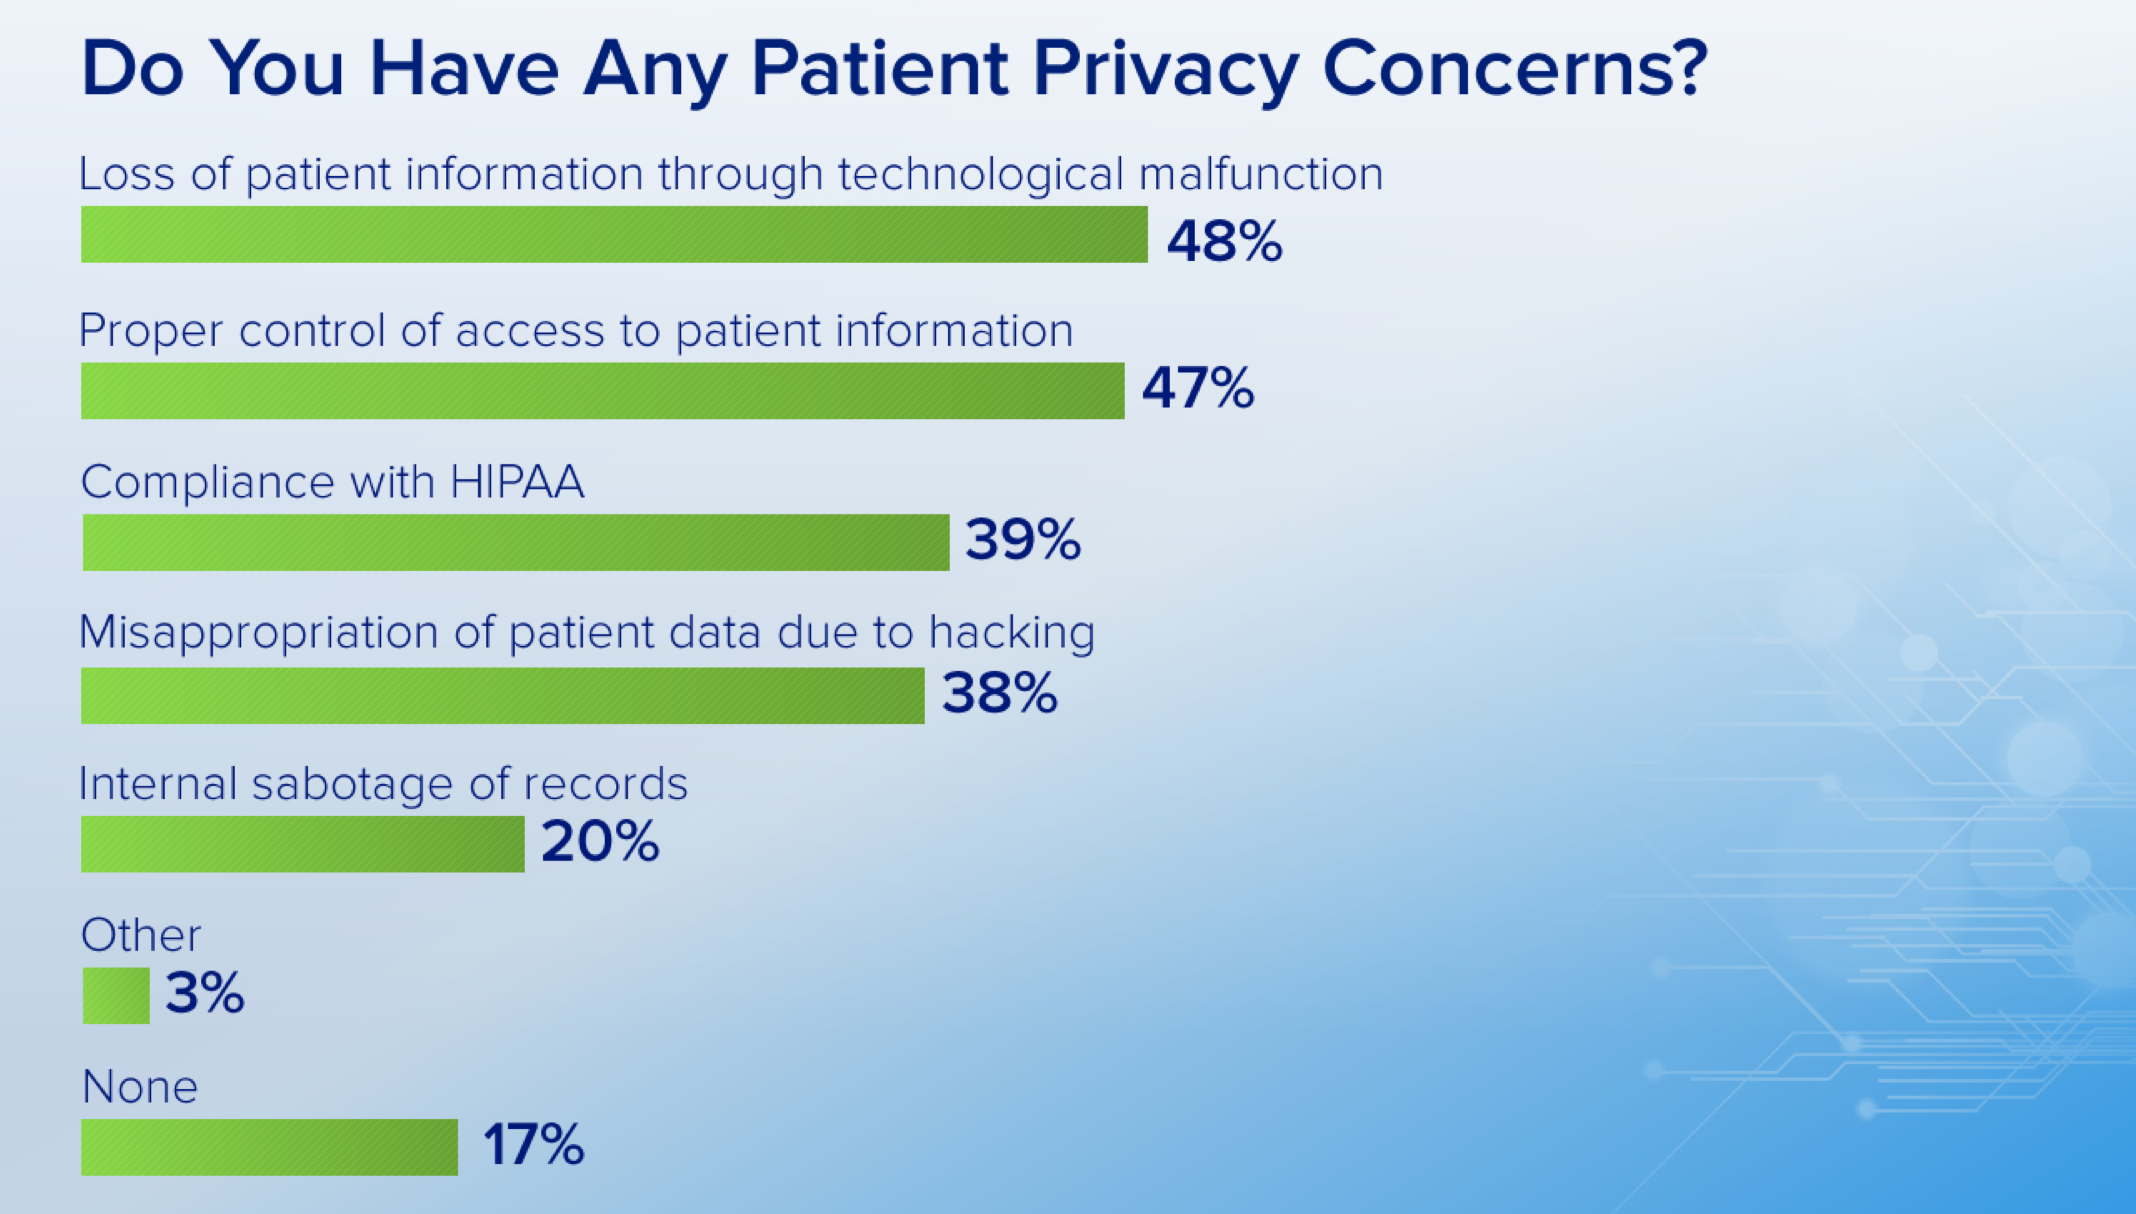 Do You Have Any Patient Privacy Concerns?
Loss of patient information through technological malfunction
48%
Proper control of access to patient information
47%
Compliance with HIPAA
39%
Misappropriation of patient data due to hacking
38%
Internal sabotage of records
20%
Other
3%
None
17%